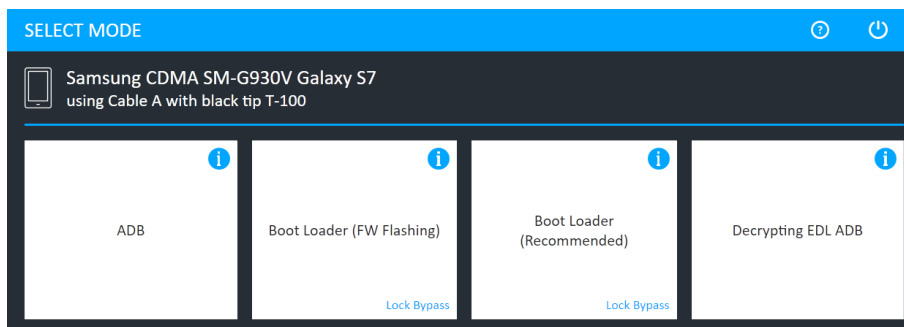 SELECT MODE
Samsung CDMA SM-G930V Galaxy S7
using Cable A with black tip T-100
ADB
Boot Loader (FW Flashing)
Lock Bypass
Boot Loader
(Recommended)
Lock Bypass
Decrypting EDL ADB